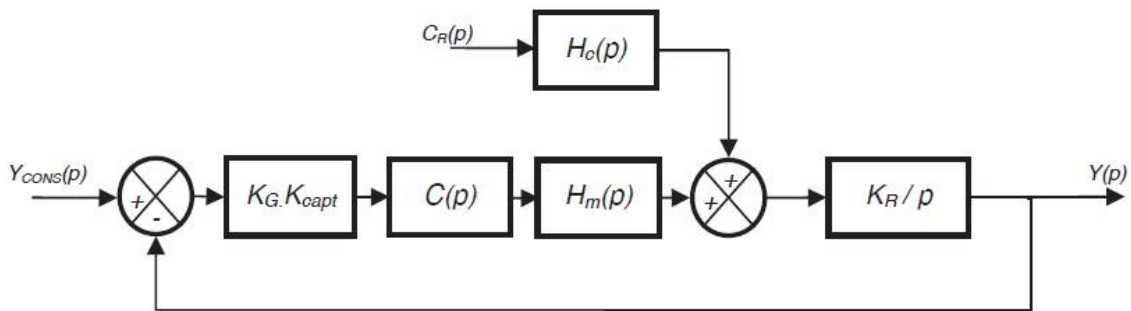 C_R(p)
H_c(p)
Y_CONS(p)
+
-
K_G.K_capt
C(p)
H_m(p)
+
+
K_R / p
Y(p)